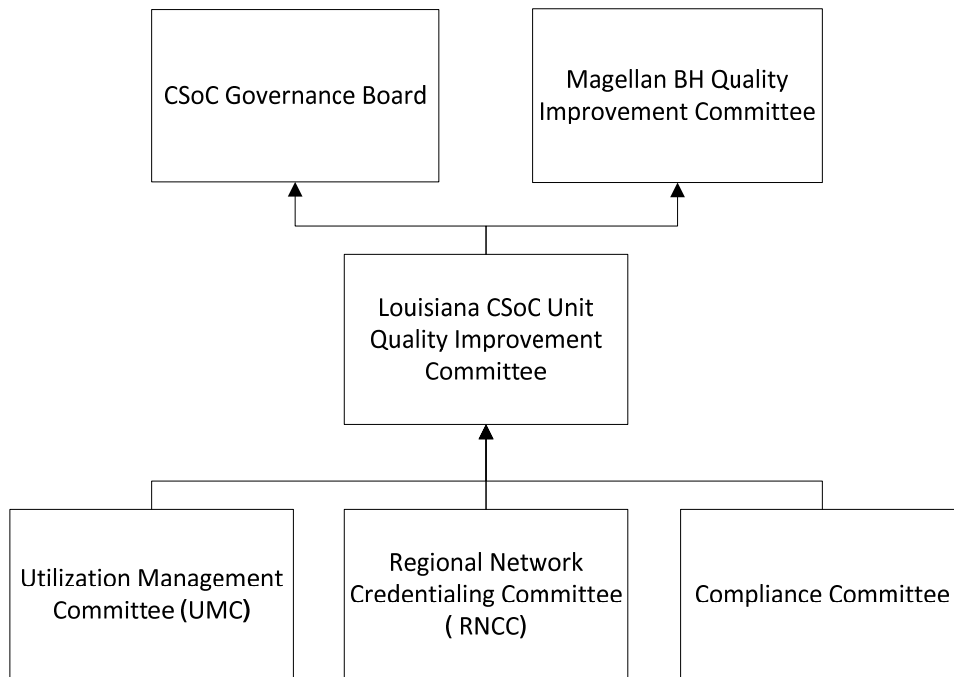 CSoC Governance Board
Magellan BH Quality
Improvement Committee
Louisiana CSoC Unit
Quality Improvement
Committee
Utilization Management
Committee (UMC)
Regional Network
Credentialing Committee
( RNCC)
Compliance Committee